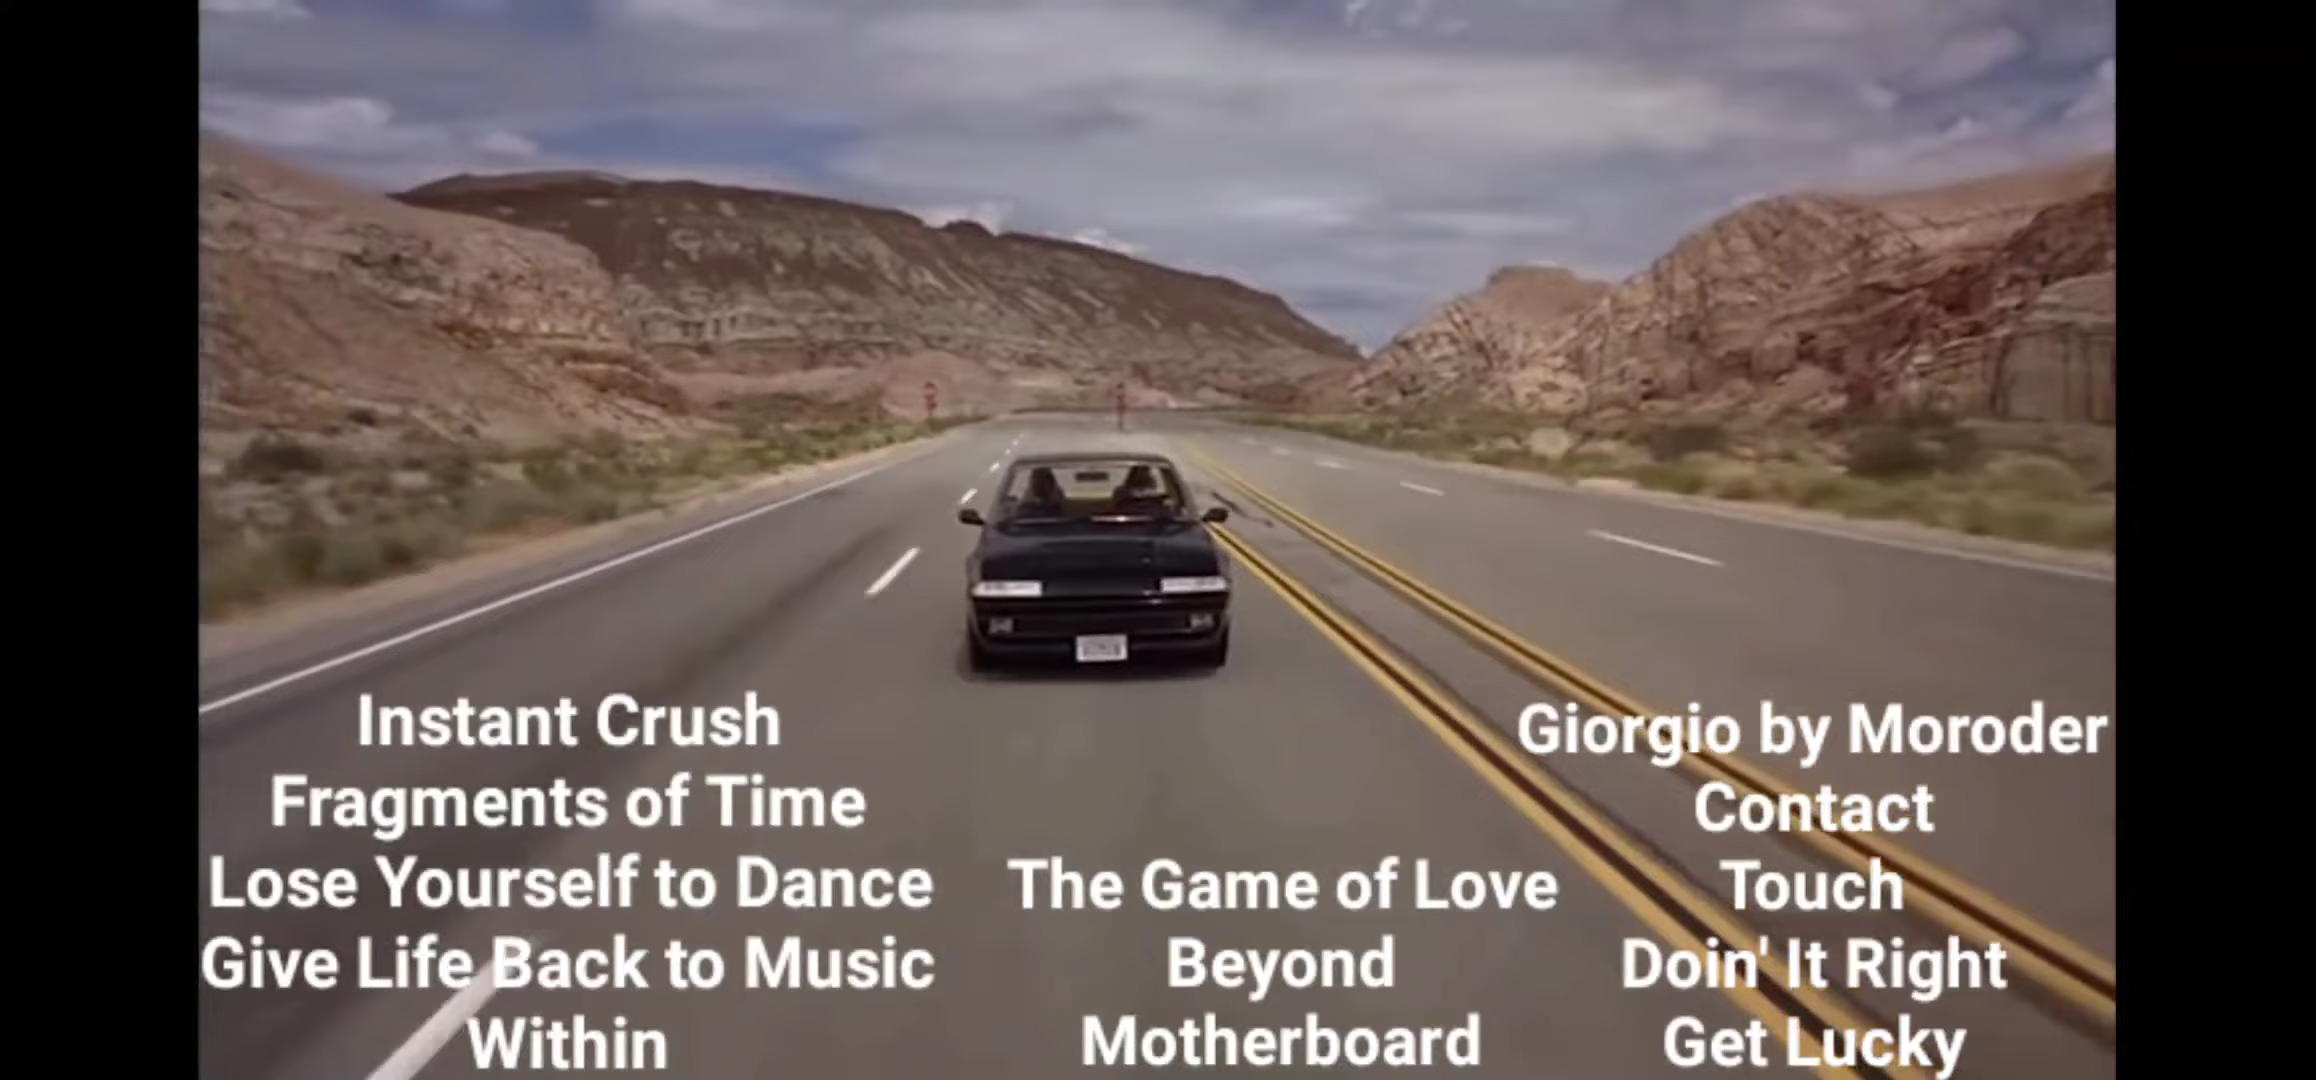 Instant Crush
Fragments of Time
Lose Yourself to Dance
Give Life Back to Music
Within
The Game of Love
Beyond
Motherboard
Giorgio by Moroder
Contact
Touch
Doin' It Right
Get Lucky